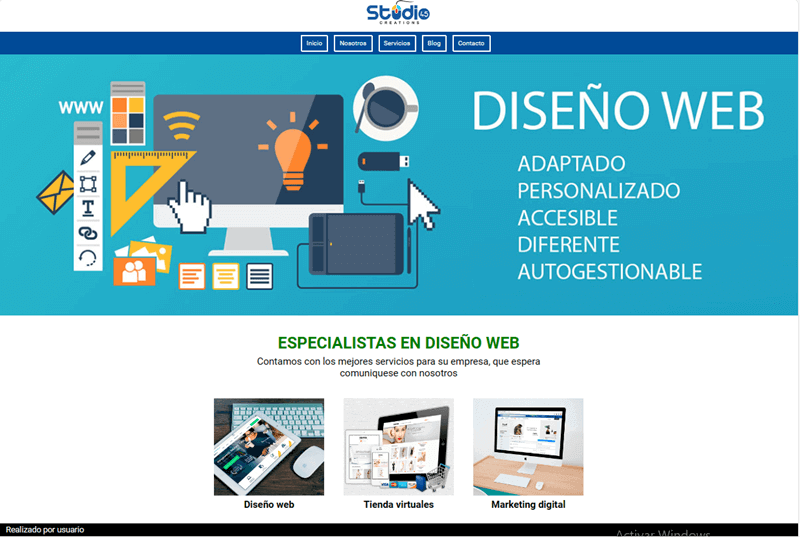 Studio LS
CREATIONS
Inicio Nosotros Servicios Blog Contacto
WWW
DISEÑO WEB
ADAPTADO
PERSONALIZADO
ACCESIBLE
DIFERENTE
AUTOGESTIONABLE
T
ESPECIALISTAS EN DISEÑO WEB
Contamos con los mejores servicios para su empresa, que espera
comuniquese con nosotros
Diseño web Tienda virtuales Marketing digital
Realizado por usuario
Activar Windows